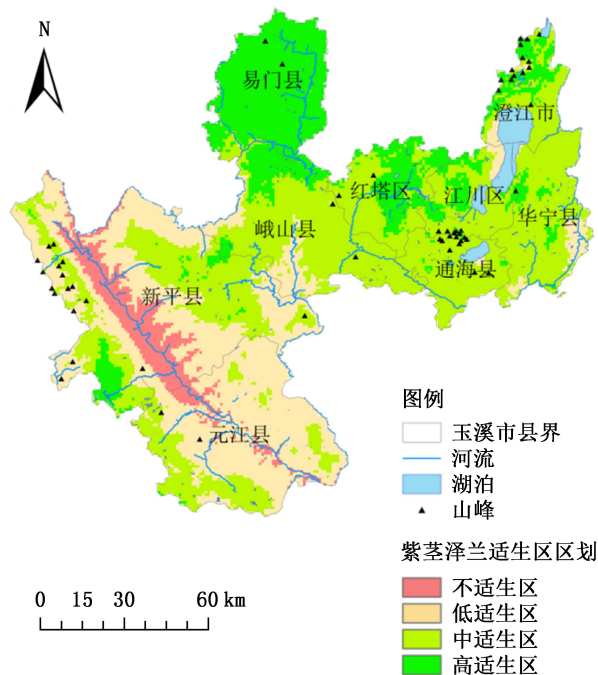 N
易门县
澄江市
红塔区
江川区
华宁县
峨山县
通海县
新平县
元江县
图例
玉溪市县界
河流
湖泊
山峰
紫茎泽兰适生区区划
不适生区
低适生区
中适生区
高适生区
0 15 30 60 km